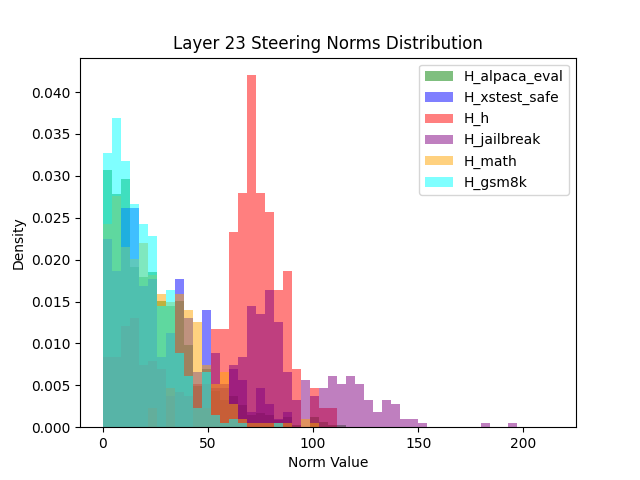 Layer 23 Steering Norms Distribution
H_alpaca_eval
H_xstest_safe
H_h
H_jailbreak
H_math
H_gsm8k
0.040
0.035
0.030
0.025
0.020
0.015
0.010
0.005
0.000
Density
0 50 100 150 200
Norm Value